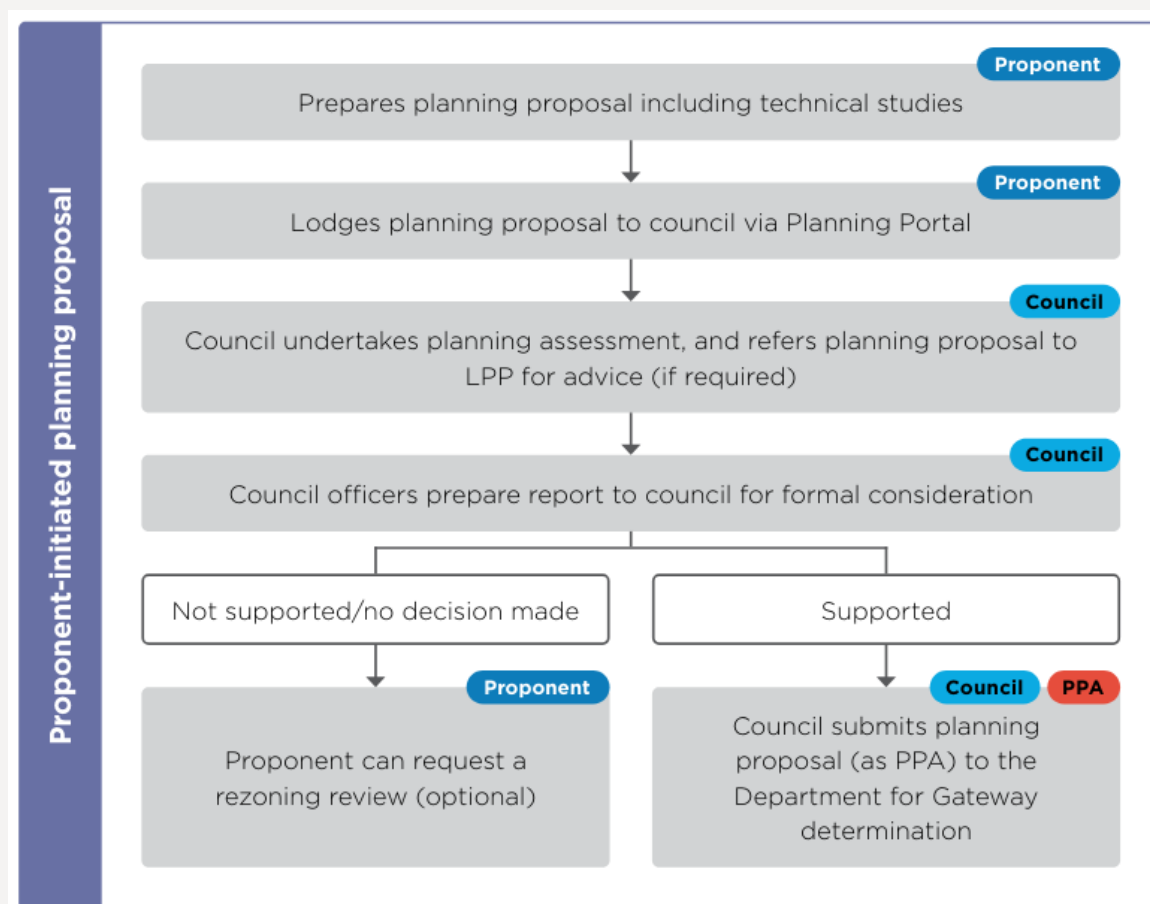 Proponent-initiated planning proposal
Proponent
Prepares planning proposal including technical studies
Proponent
Lodges planning proposal to council via Planning Portal
Council
Council undertakes planning assessment, and refers planning proposal to
LPP for advice (if required)
Council
Council officers prepare report to council for formal consideration
Not supported/no decision made
Supported
Proponent
Proponent can request a
rezoning review (optional)
Council PPA
Council submits planning
proposal (as PPA) to the
Department for Gateway
determination